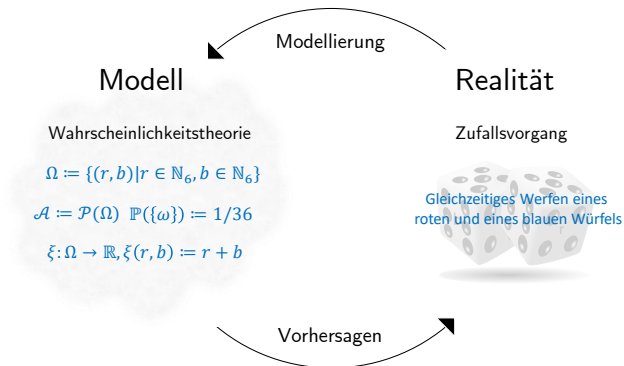 Modellierung
Modell
Realität
Wahrscheinlichkeitstheorie
Zufallsvorgang
Ω ≔ {(r, b)|r ∈ ℕ₆, b ∈ ℕ₆}
𝒜 ≔ 𝒫(Ω) ℙ({ω}) ≔ 1/36
ξ: Ω → ℝ, ξ(r, b) ≔ r + b
Gleichzeitiges Werfen eines
roten und eines blauen Würfels
Vorhersagen